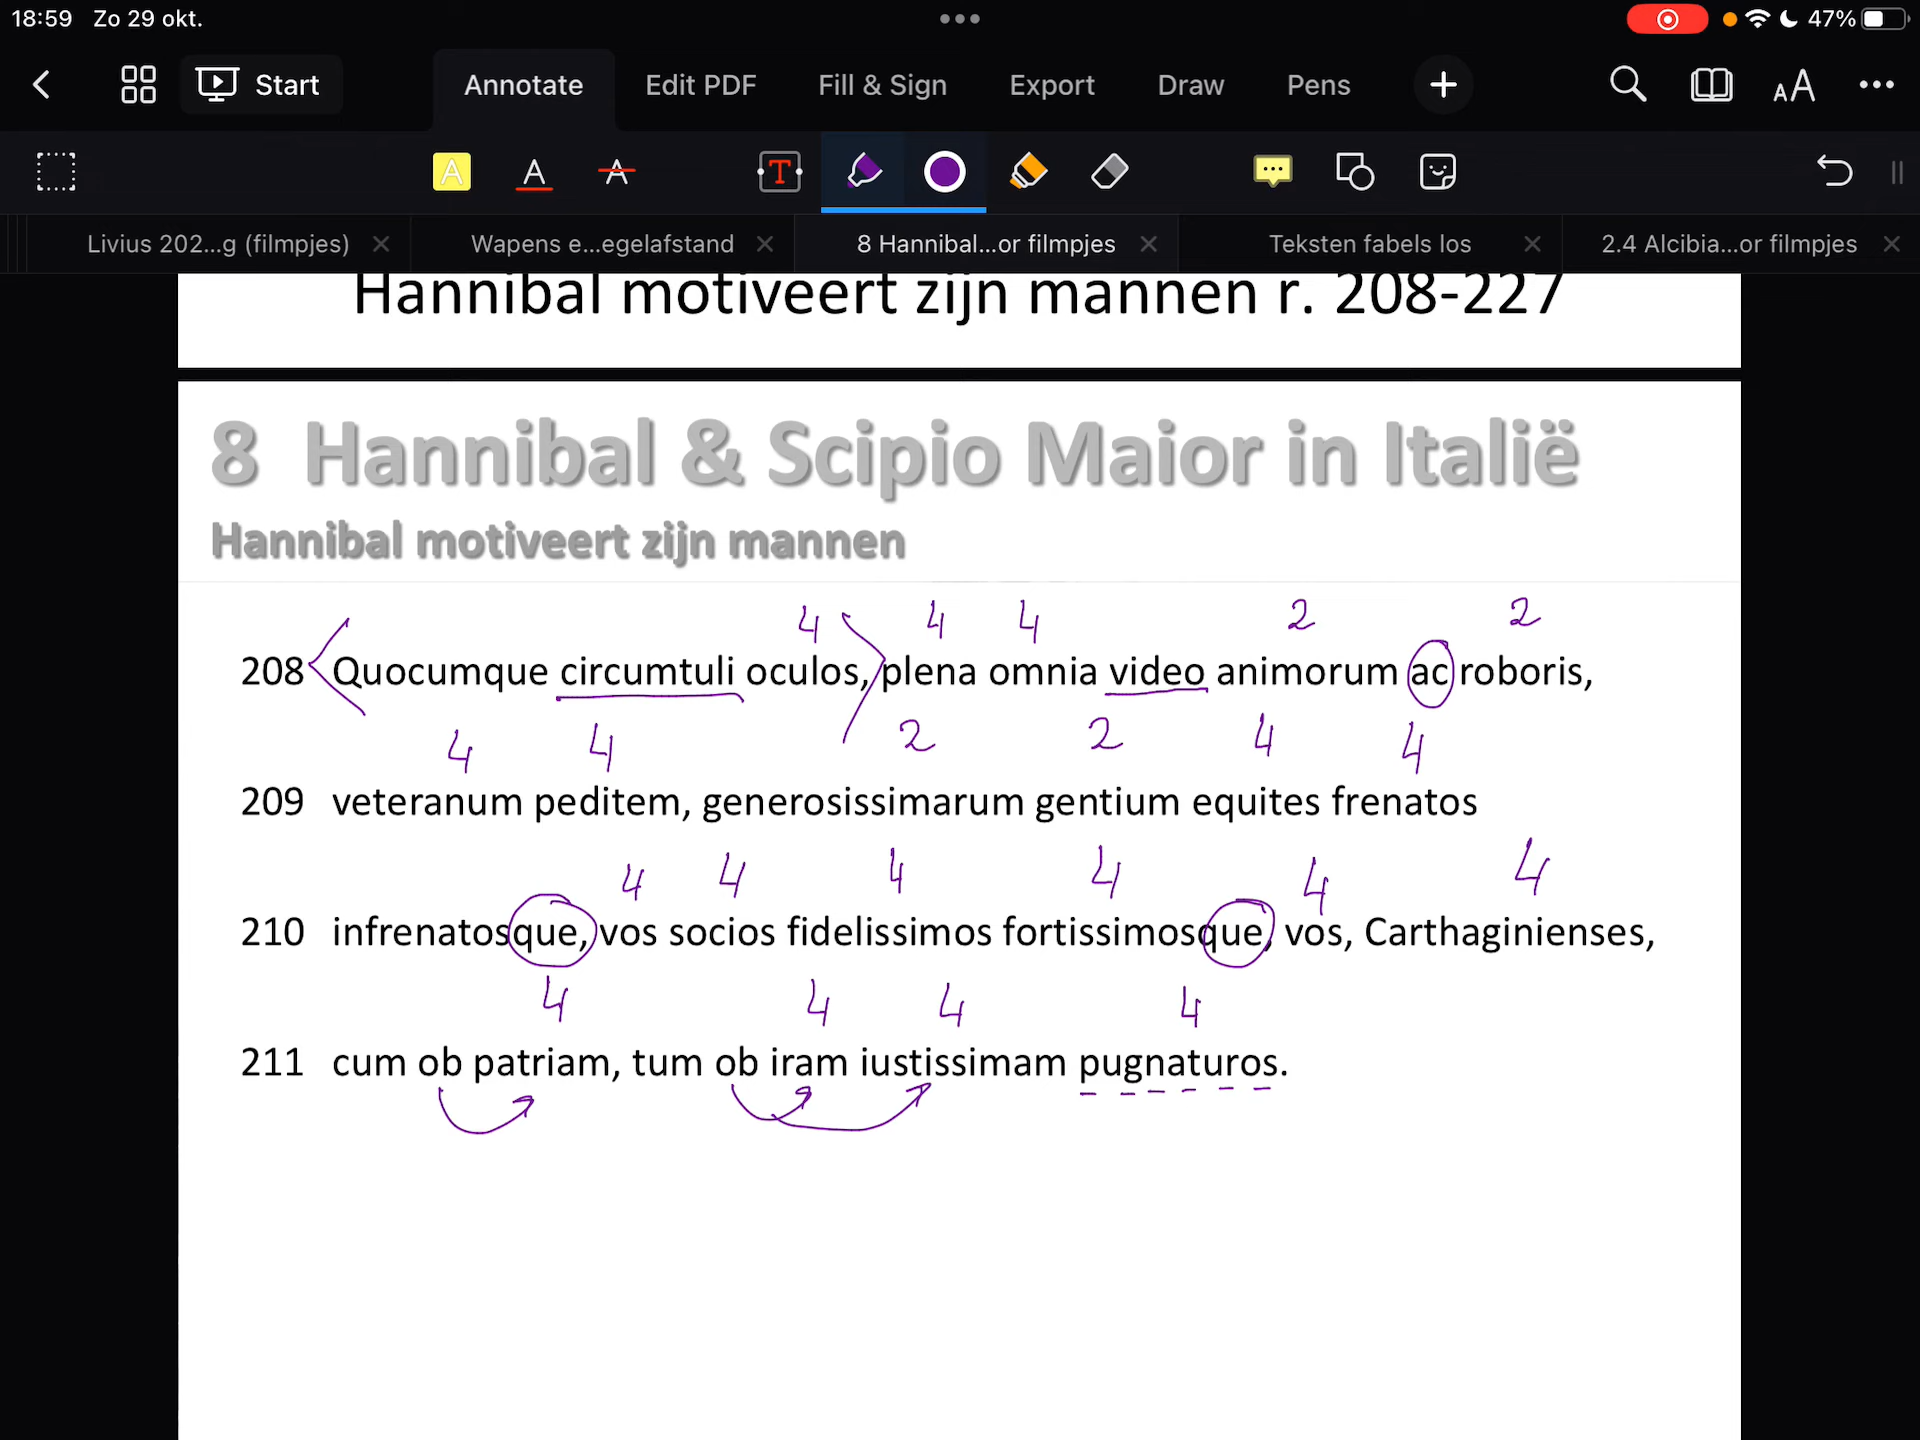 18:59 Zo 29 okt. 47%
Start Annotate Edit PDF Fill & Sign Export Draw Pens AA
A A A T
Livius 202...g (filmpjes) Wapens e...egelafstand 8 Hannibal...or filmpjes Teksten fabels los 2.4 Alcibia...or filmpjes
Hannibal motiveert zijn mannen r. 208-227
8 Hannibal & Scipio Maior in Italië
Hannibal motiveert zijn mannen
4 4 4 2 2
208 Quocumque circumtuli oculos, plena omnia video animorum ac roboris,
4 4 2 2 4 4
209 veteranum peditem, generosissimarum gentium equites frenatos
4 4 4 4 4 4
210 infrenatosque, vos socios fidelissimos fortissimosque, vos, Carthaginienses,
4 4 4 4
211 cum ob patriam, tum ob iram iustissimam pugnaturos.